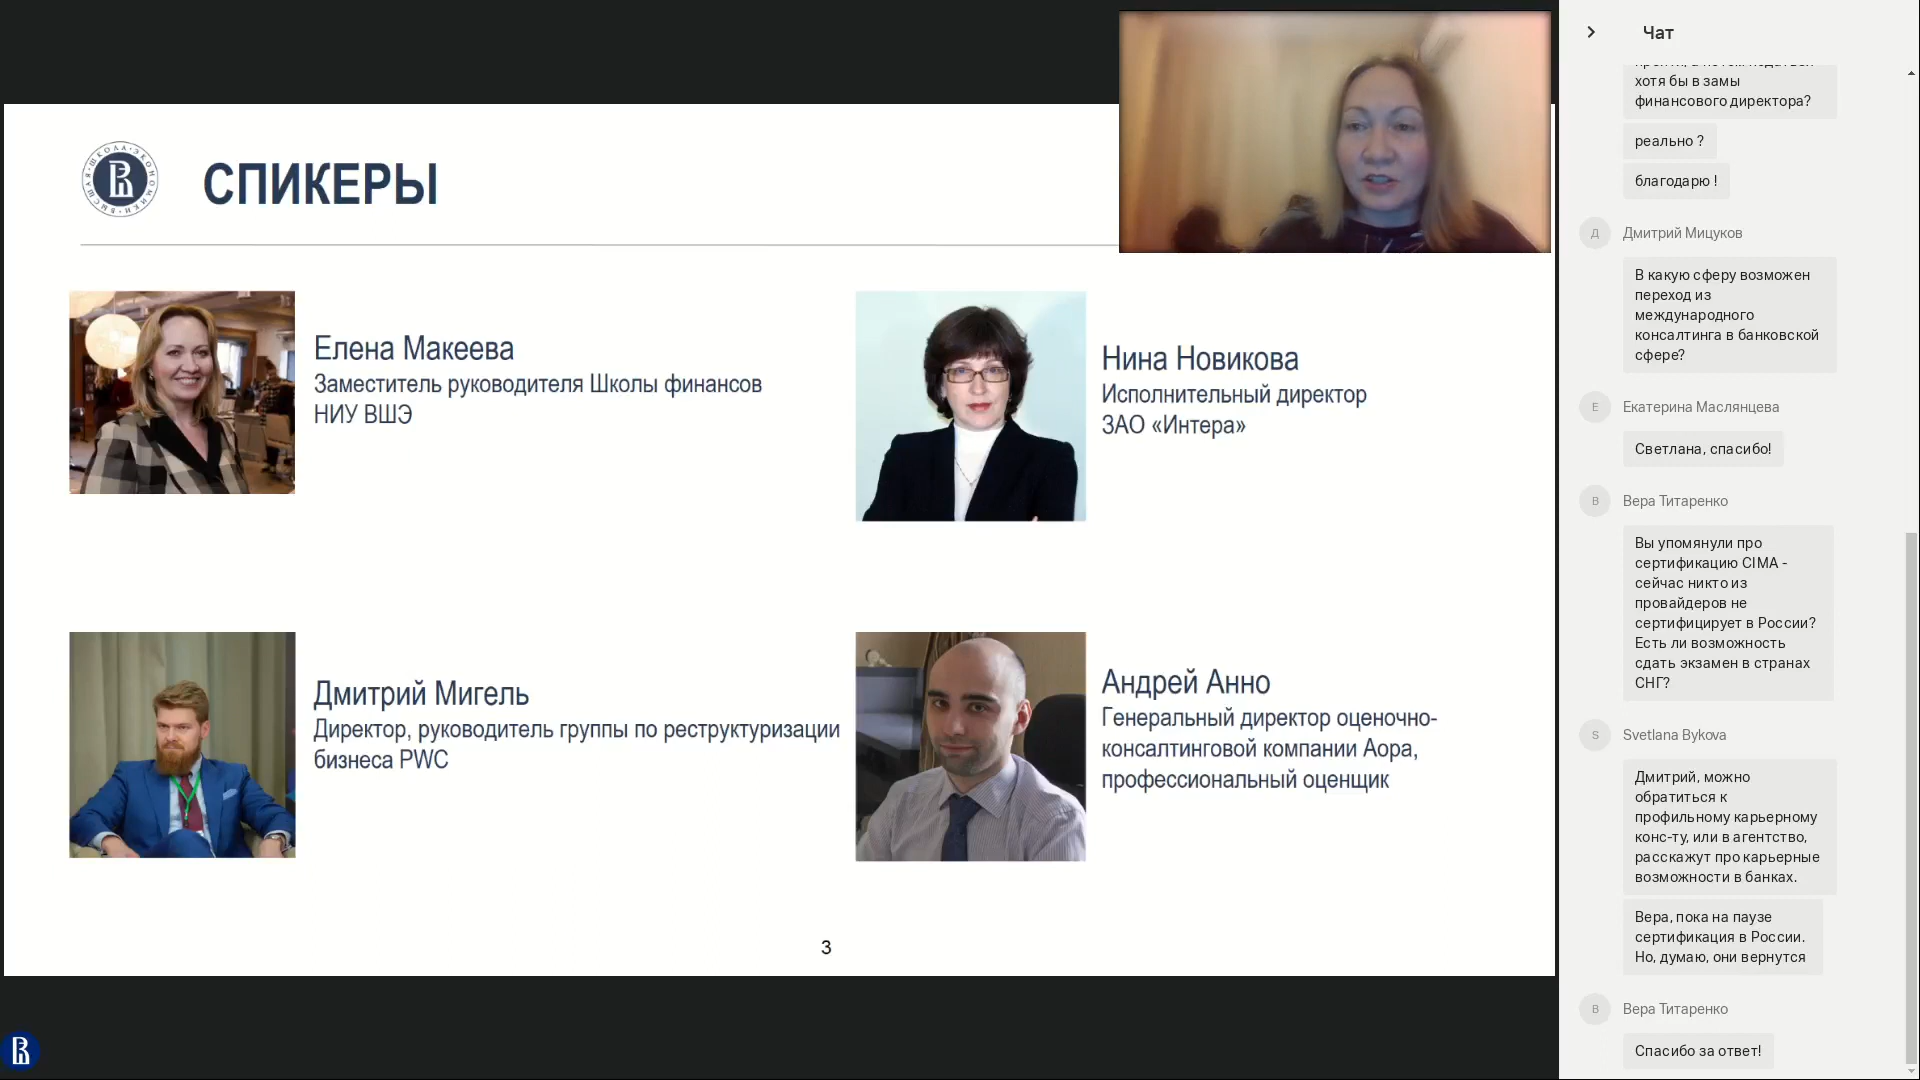 СПИКЕРЫ
ВЫСШАЯ ШКОЛА ЭКОНОМИКИ
Елена Макеева
Заместитель руководителя Школы финансов
НИУ ВШЭ
Нина Новикова
Исполнительный директор
ЗАО «Интера»
Дмитрий Мигель
Директор, руководитель группы по реструктуризации
бизнеса PWC
Андрей Анно
Генеральный директор оценочно-
консалтинговой компании Аора,
профессиональный оценщик
3
Чат
хотя бы в замы
финансового директора?
реально ?
благодарю !
Д
Дмитрий Мицуков
В какую сферу возможен
переход из
международного
консалтинга в банковской
сфере?
Е
Екатерина Маслянцева
Светлана, спасибо!
В
Вера Титаренко
Вы упомянули про
сертификацию CIMA -
сейчас никто из
провайдеров не
сертифицирует в России?
Есть ли возможность
сдать экзамен в странах
СНГ?
S
Svetlana Bykova
Дмитрий, можно
обратиться к
профильному карьерному
конс-ту, или в агентство,
расскажут про карьерные
возможности в банках.
Вера, пока на паузе
сертификация в России.
Но, думаю, они вернутся
В
Вера Титаренко
Спасибо за ответ!